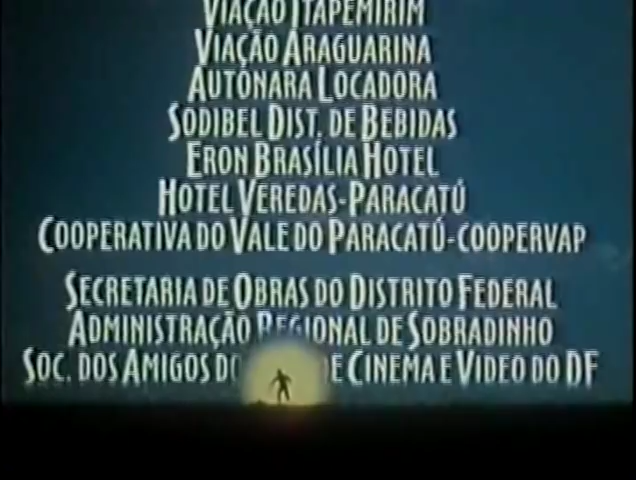 VIAÇÃO ITAPEMIRIM
VIAÇÃO ARAGUARINA
AUTONARA LOCADORA
SODIBEL DIST. DE BEBIDAS
ERON BRASÍLIA HOTEL
HOTEL VEREDAS-PARACATÚ
COOPERATIVA DO VALE DO PARACATÚ-COOPERVAP
SECRETARIA DE OBRAS DO DISTRITO FEDERAL
ADMINISTRAÇÃO REGIONAL DE SOBRADINHO
SOC. DOS AMIGOS DE CINEMA E VIDEO DO DF